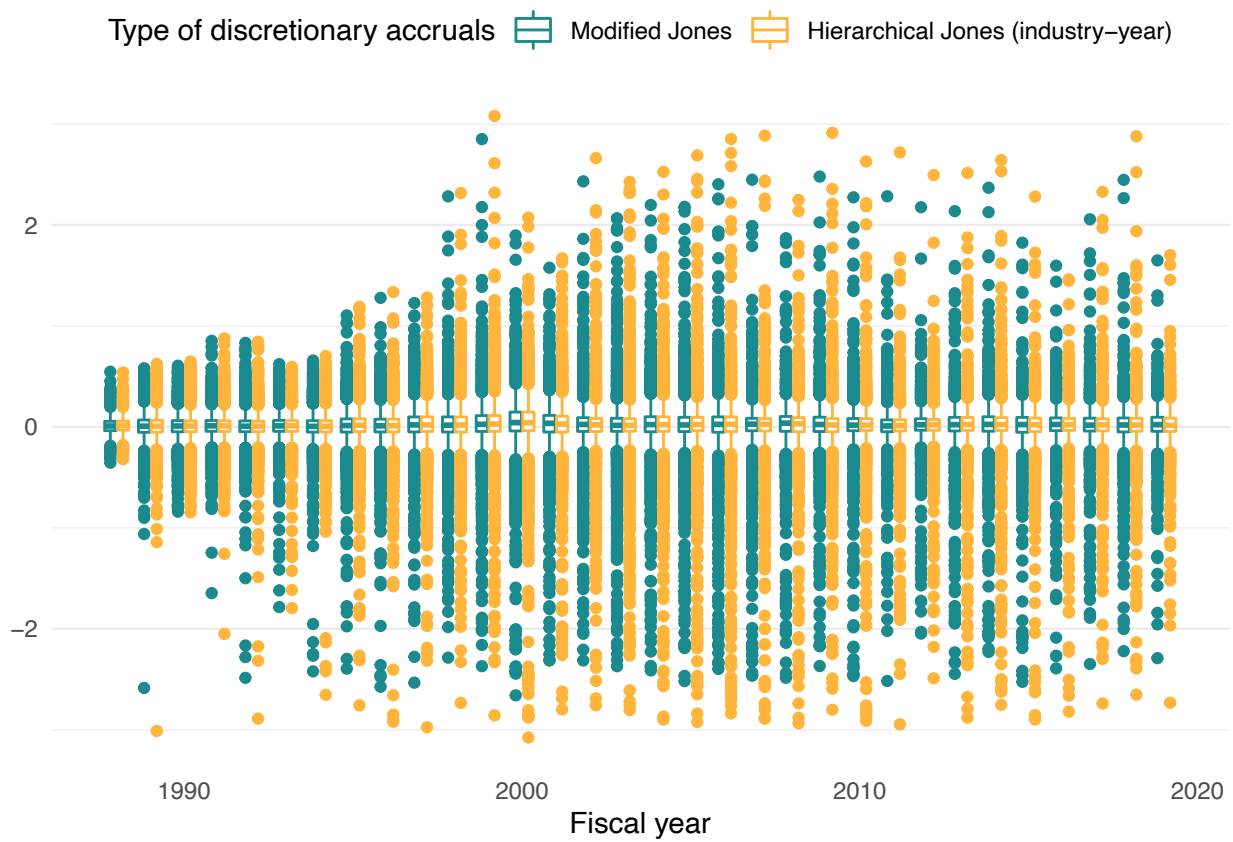 Type of discretionary accruals Modified Jones Hierarchical Jones (industry−year)
2
0
−2
1990 2000 2010 2020
Fiscal year